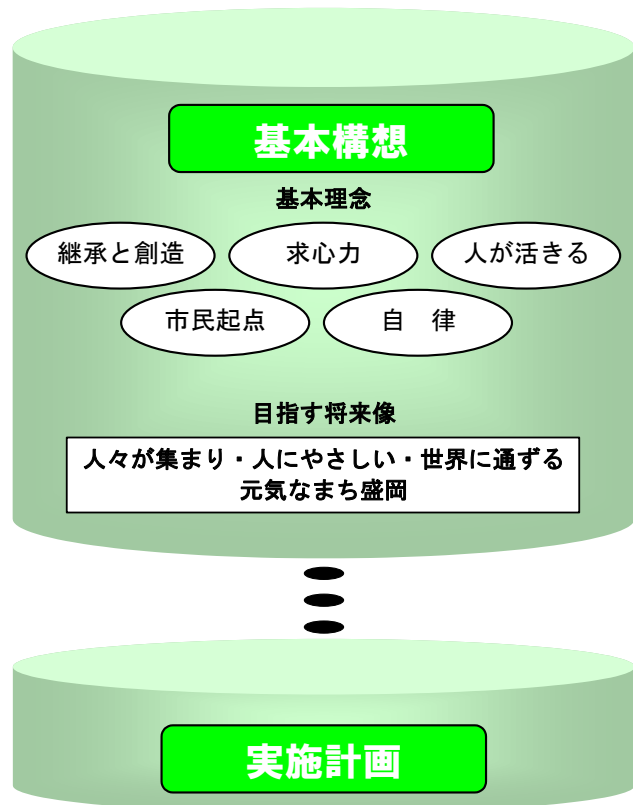 基本構想
基本理念
継承と創造 求心力 人が活きる
市民起点 自　律
目指す将来像
人々が集まり・人にやさしい・世界に通ずる
元気なまち盛岡
実施計画